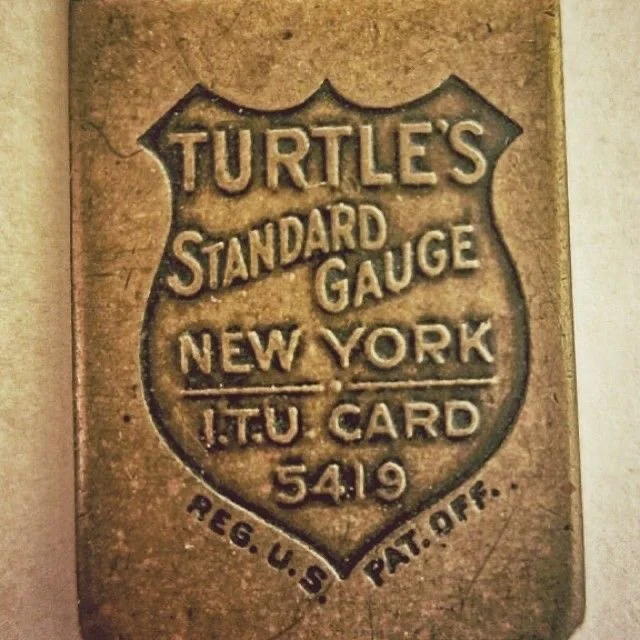 TURTLE'S
STANDARD
GAUGE
NEW YORK
I.T.U. CARD
5419
REG. U.S. PAT. OFF.